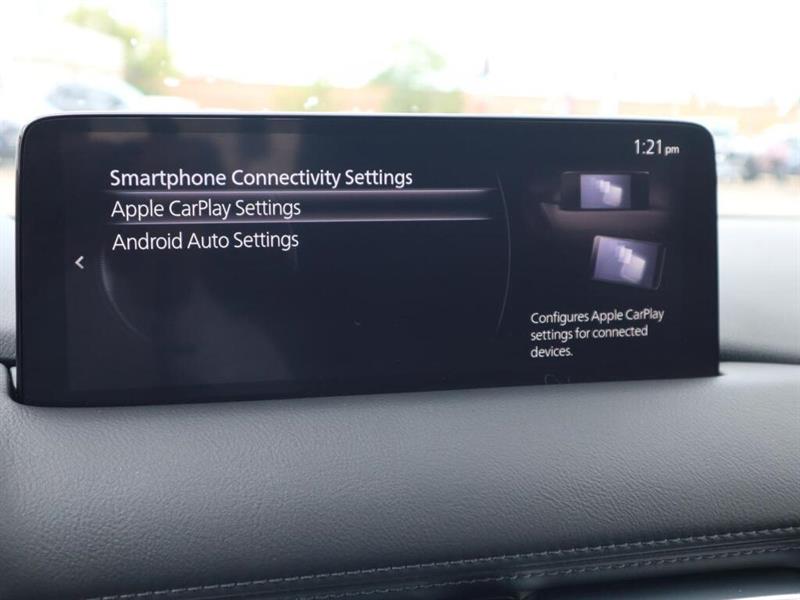 1:21 pm
Smartphone Connectivity Settings
Apple CarPlay Settings
Android Auto Settings
Configures Apple CarPlay
settings for connected
devices.